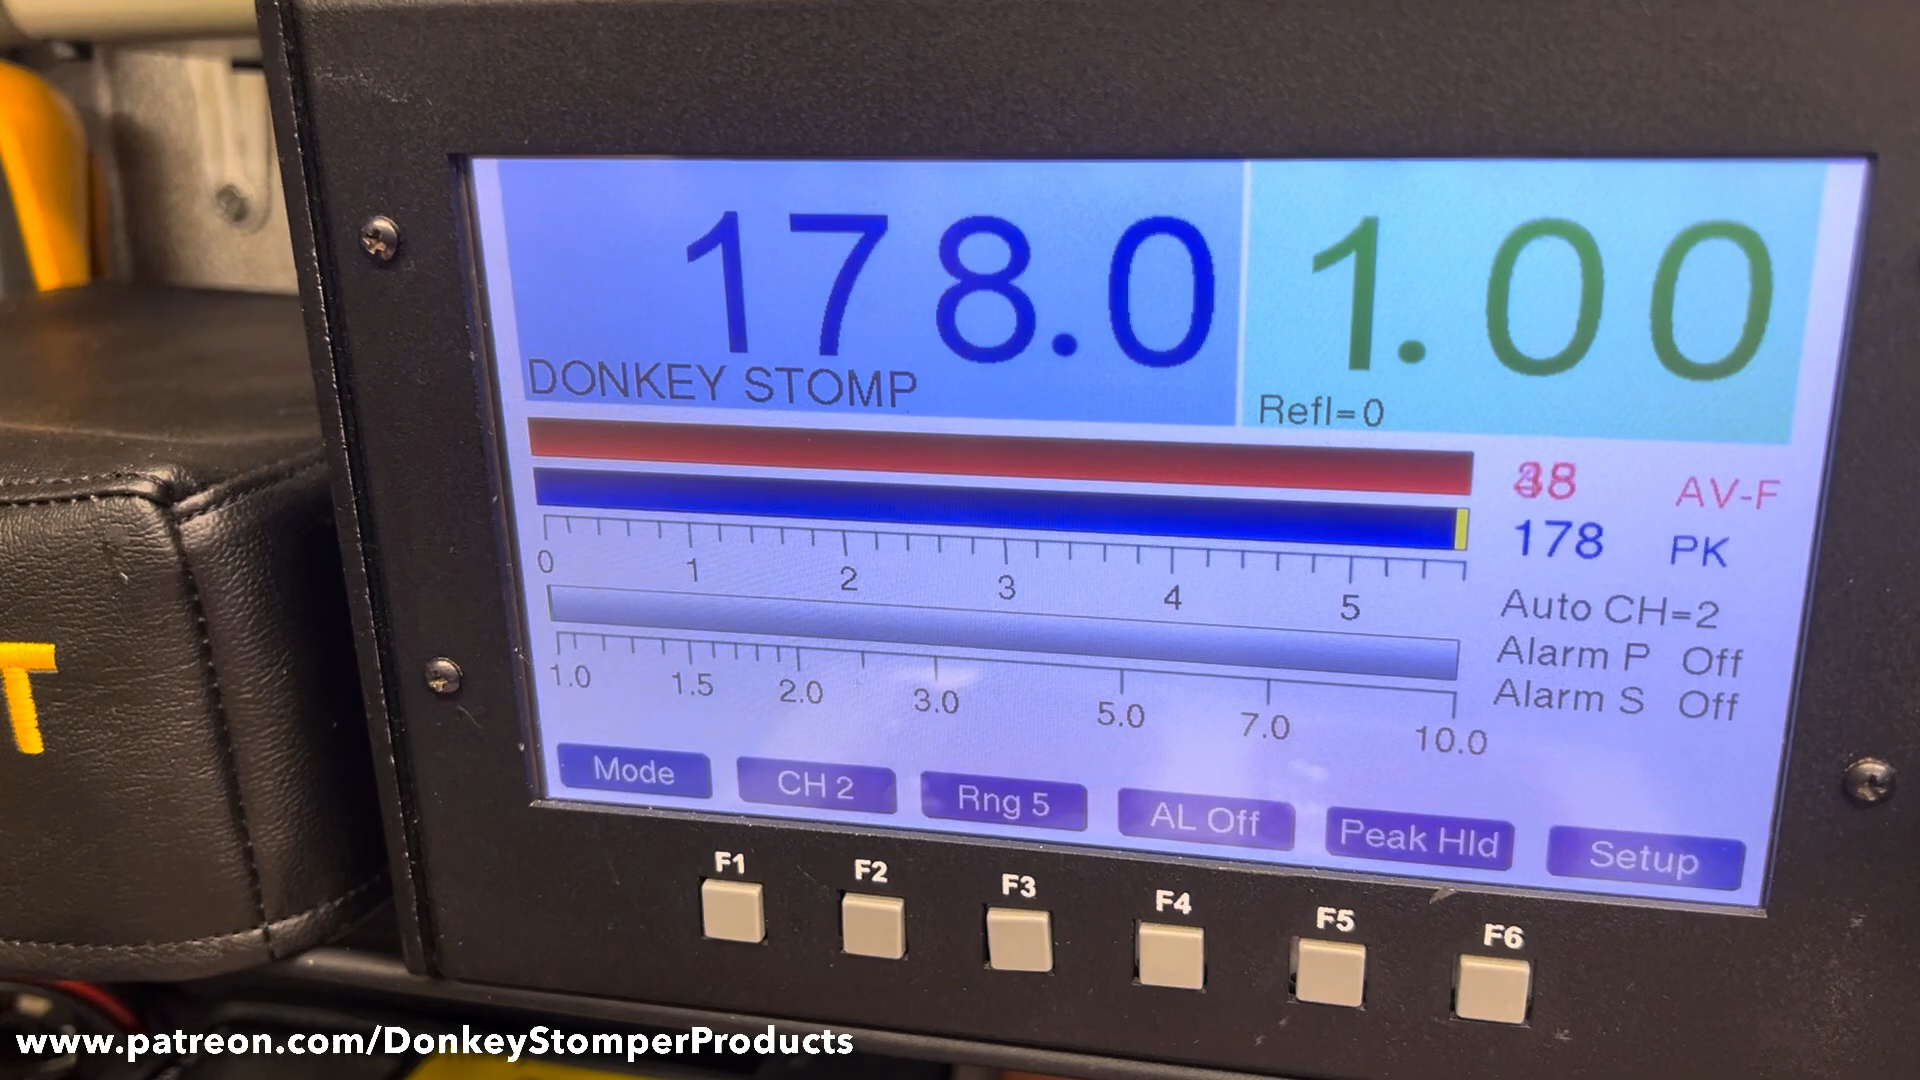 178.0
1.00
DONKEY STOMP
Refl=0
AV-F
178 PK
0 1 2 3 4 5
Auto CH=2
Alarm P Off
1.0 1.5 2.0 3.0 5.0 7.0 10.0
Alarm S Off
Mode CH 2 Rng 5 AL Off Peak Hld Setup
F1 F2 F3 F4 F5 F6
T
www.patreon.com/DonkeyStomperProducts